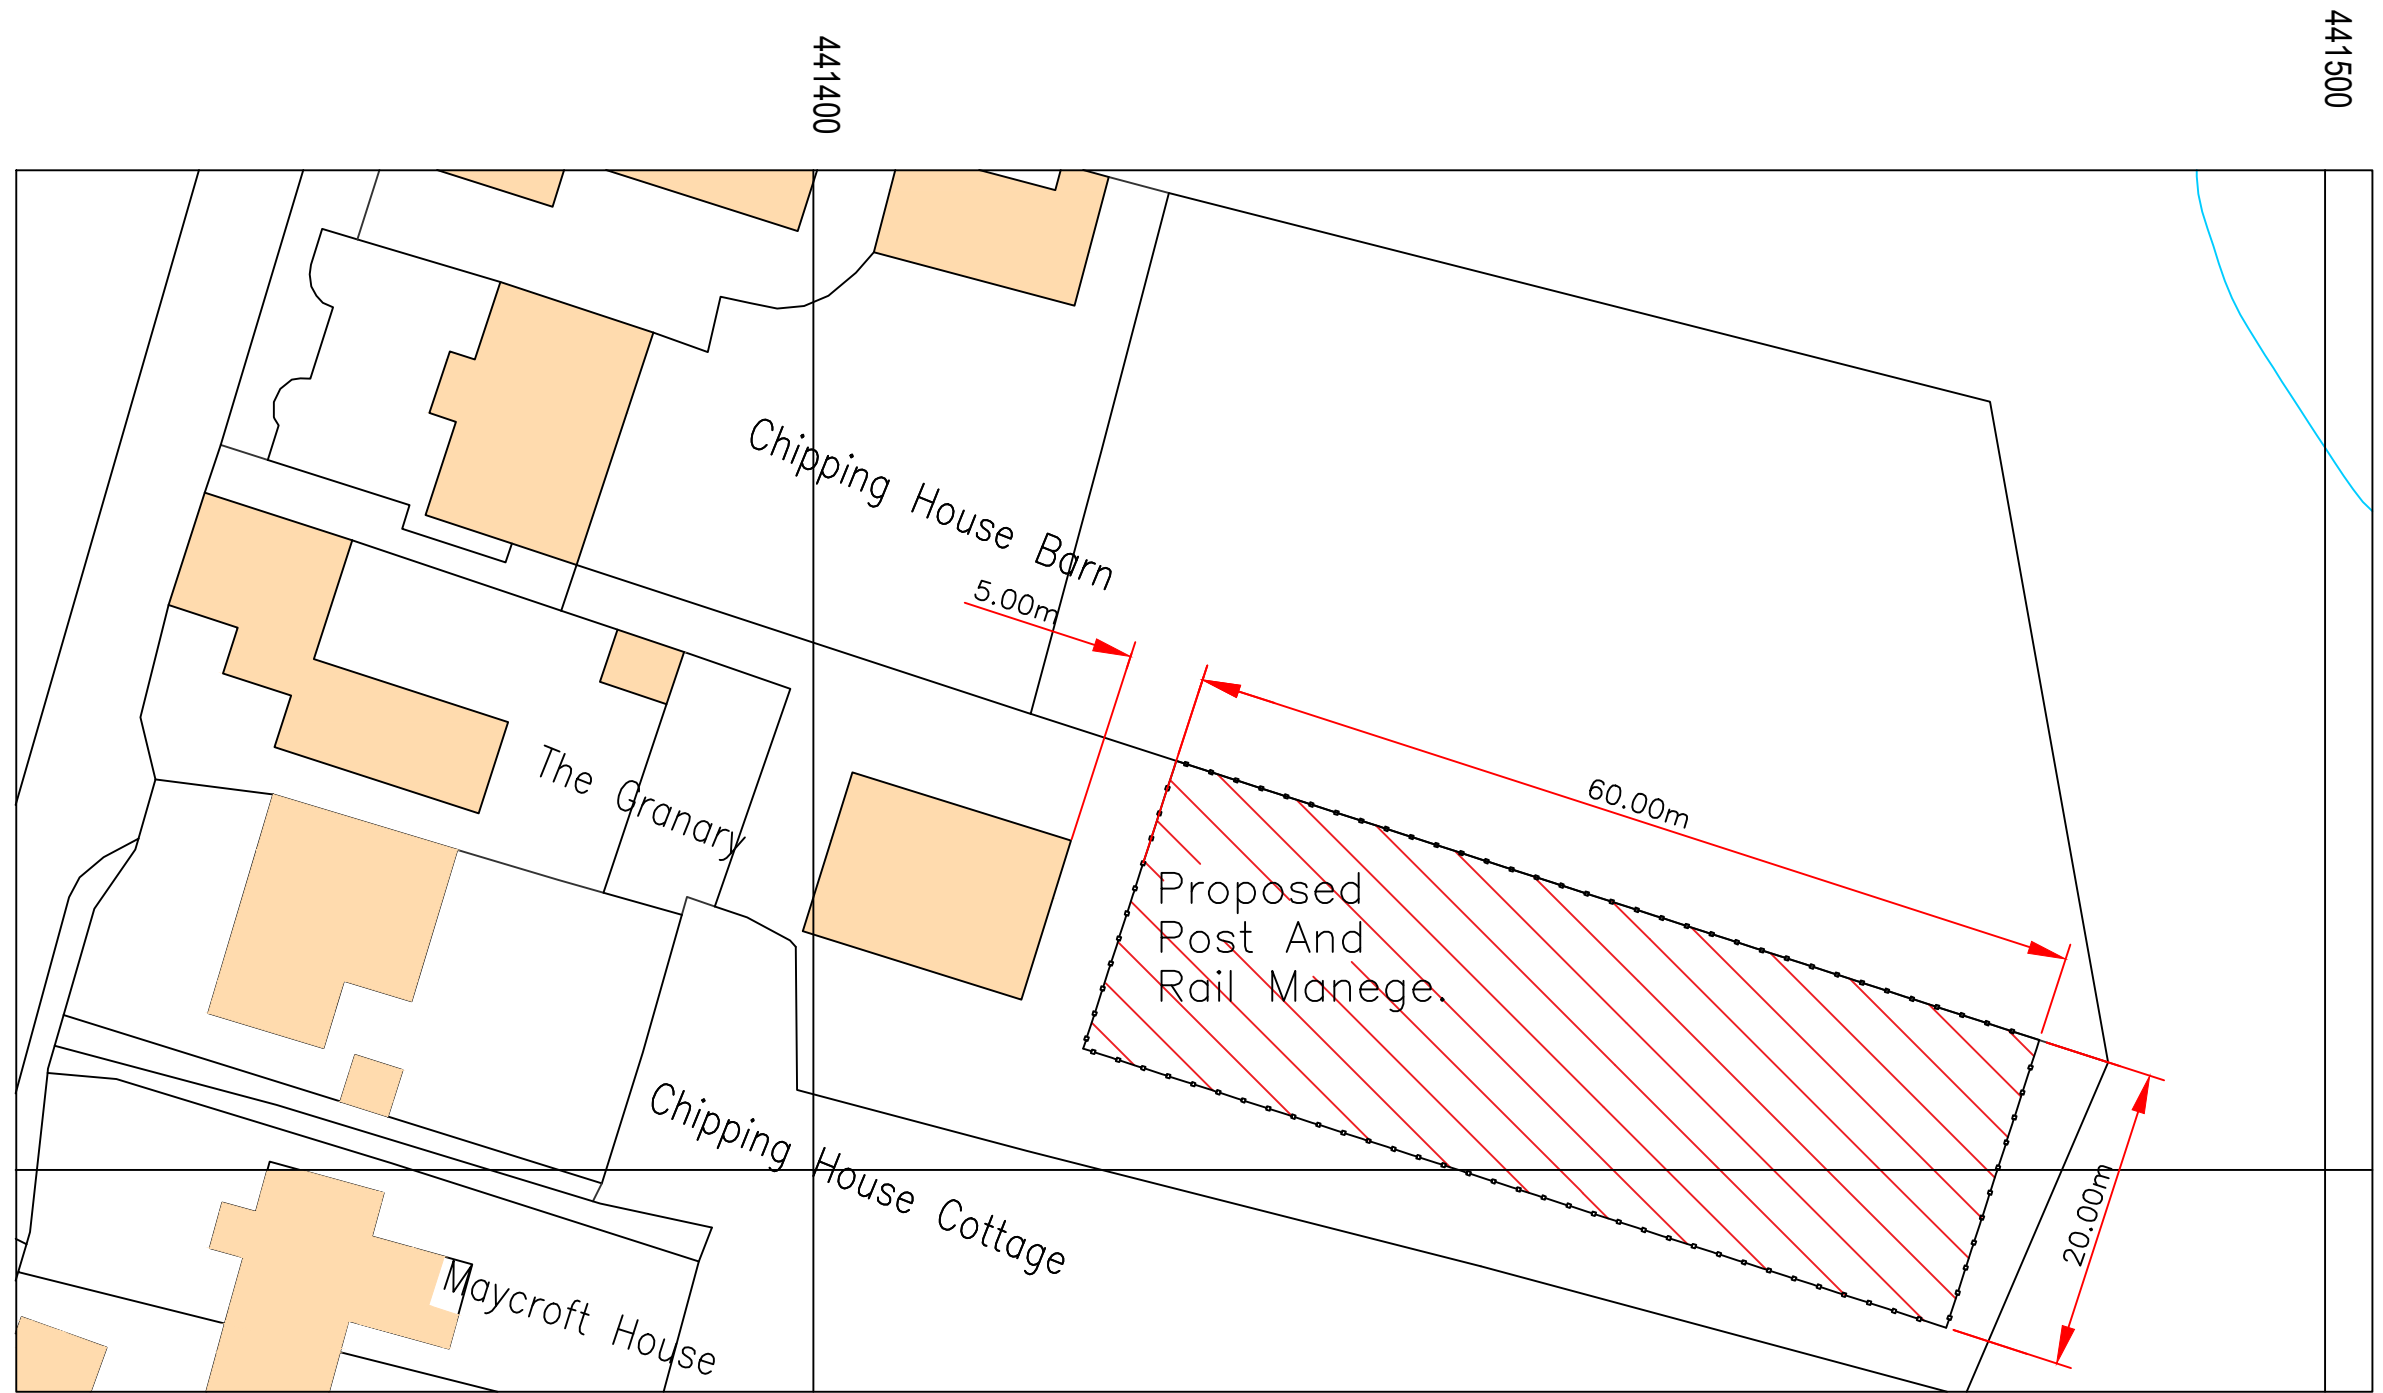 441400
441500
Chipping House Barn
5.00m
60.00m
The Granary
Proposed
Post And
Rail Manege.
Chipping House Cottage
20.00m
Maycroft House